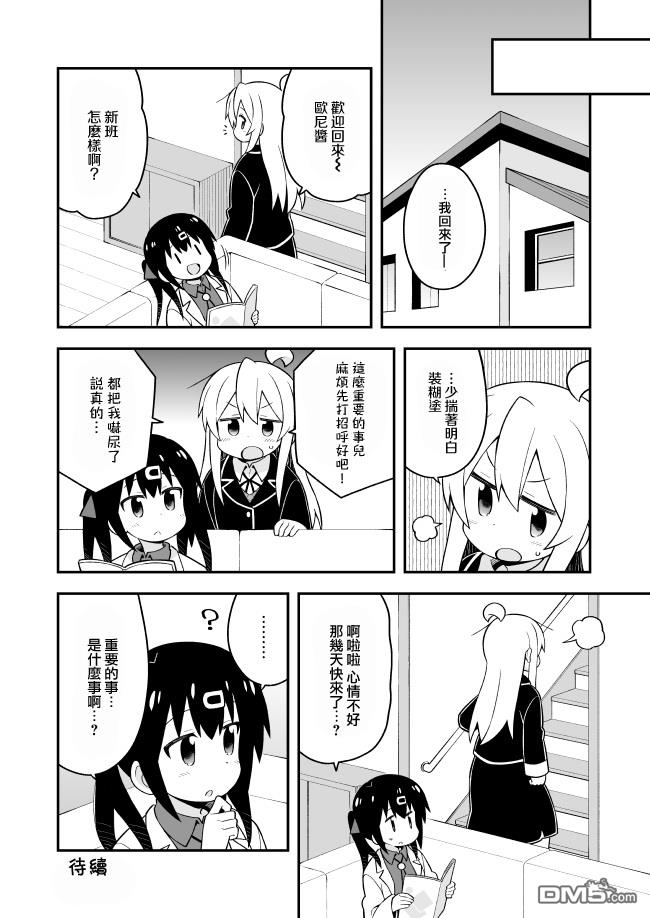 …我回來了——
歡迎回來~
歐尼醬
新班
怎麼樣啊？
…少揣著明白
裝糊塗
這麼重要的事兒
麻煩先打招呼好吧！
都把我嚇尿了
説真的…
啊啦啦 心情不好
那幾天快來了…？
………
？
重要的事…
是什麼事啊…？
待續
DM5.com